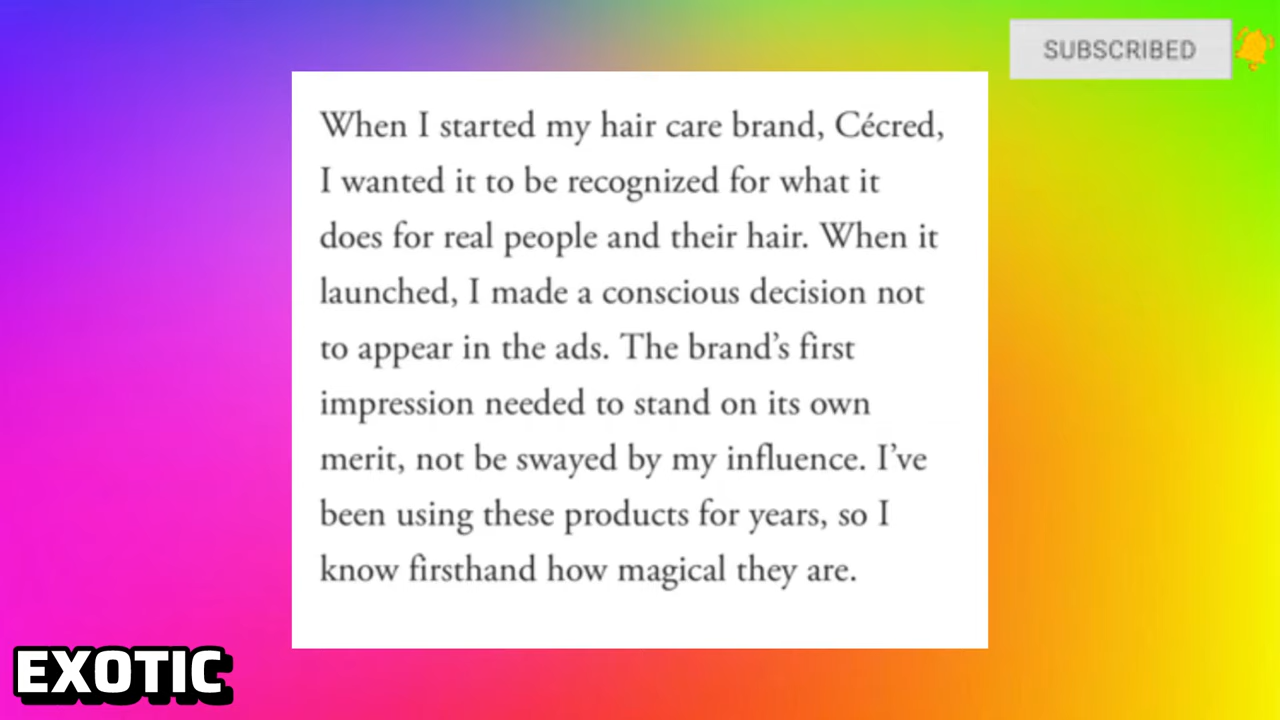 SUBSCRIBED
When I started my hair care brand, Cécred,
I wanted it to be recognized for what it
does for real people and their hair. When it
launched, I made a conscious decision not
to appear in the ads. The brand’s first
impression needed to stand on its own
merit, not be swayed by my influence. I’ve
been using these products for years, so I
know firsthand how magical they are.
EXOTIC